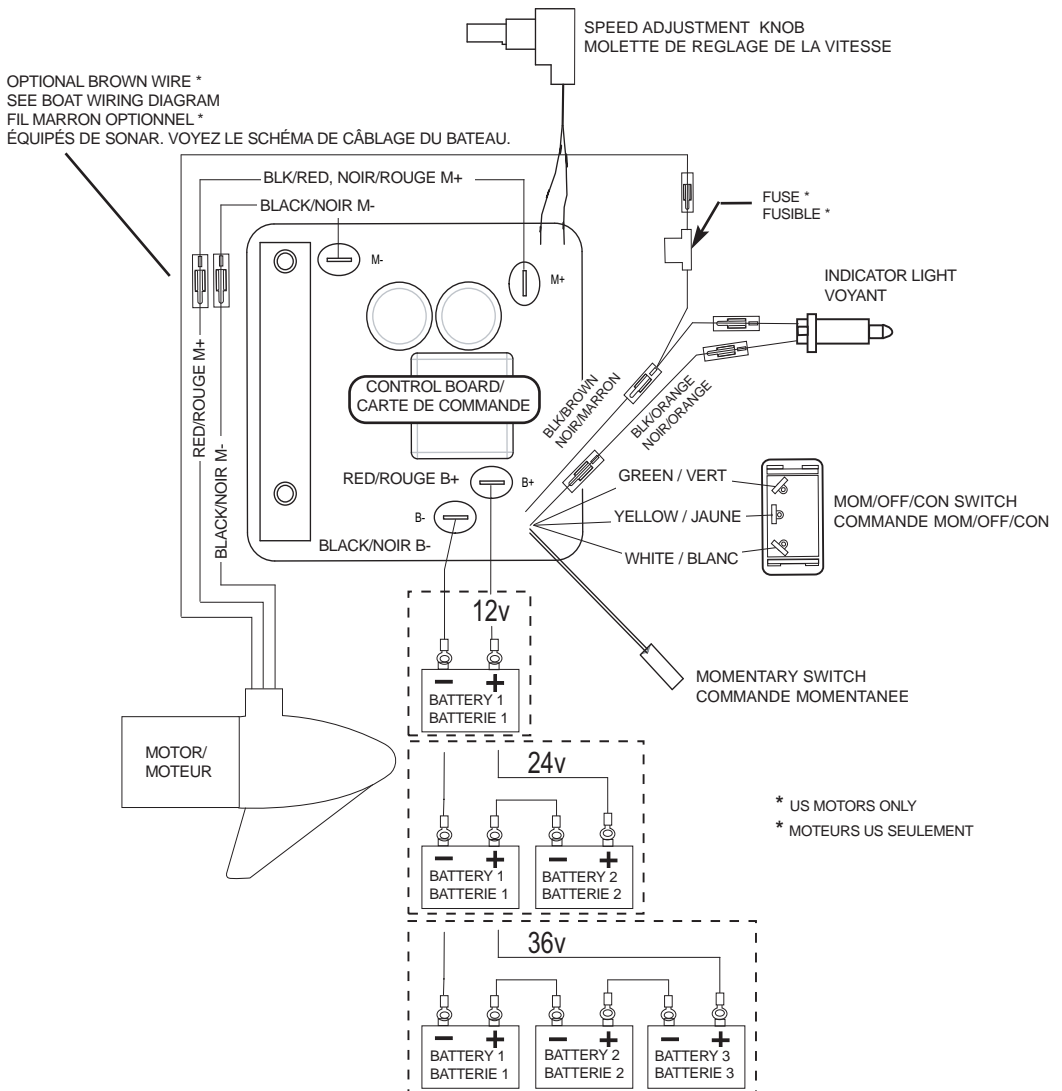 SPEED ADJUSTMENT KNOB
MOLETTE DE REGLAGE DE LA VITESSE
OPTIONAL BROWN WIRE *
SEE BOAT WIRING DIAGRAM
FIL MARRON OPTIONNEL *
ÉQUIPÉS DE SONAR. VOYEZ LE SCHÉMA DE CÂBLAGE DU BATEAU.
BLK/RED, NOIR/ROUGE M+
BLACK/NOIR M-
FUSE *
FUSIBLE *
M-
M+
INDICATOR LIGHT
VOYANT
RED/ROUGE M+
BLACK/NOIR M-
CONTROL BOARD/
CARTE DE COMMANDE
BLK/BROWN
NOIR/MARRON
BLK/ORANGE
NOIR/ORANGE
RED/ROUGE B+
B+
B-
BLACK/NOIR B-
GREEN / VERT
YELLOW / JAUNE
WHITE / BLANC
MOM/OFF/CON SWITCH
COMMANDE MOM/OFF/CON
12v
– +
BATTERY 1
BATTERIE 1
MOMENTARY SWITCH
COMMANDE MOMENTANEE
MOTOR/
MOTEUR
24v
– +
BATTERY 1
BATTERIE 1
– +
BATTERY 2
BATTERIE 2
* US MOTORS ONLY
* MOTEURS US SEULEMENT
36v
– +
BATTERY 1
BATTERIE 1
– +
BATTERY 2
BATTERIE 2
– +
BATTERY 3
BATTERIE 3